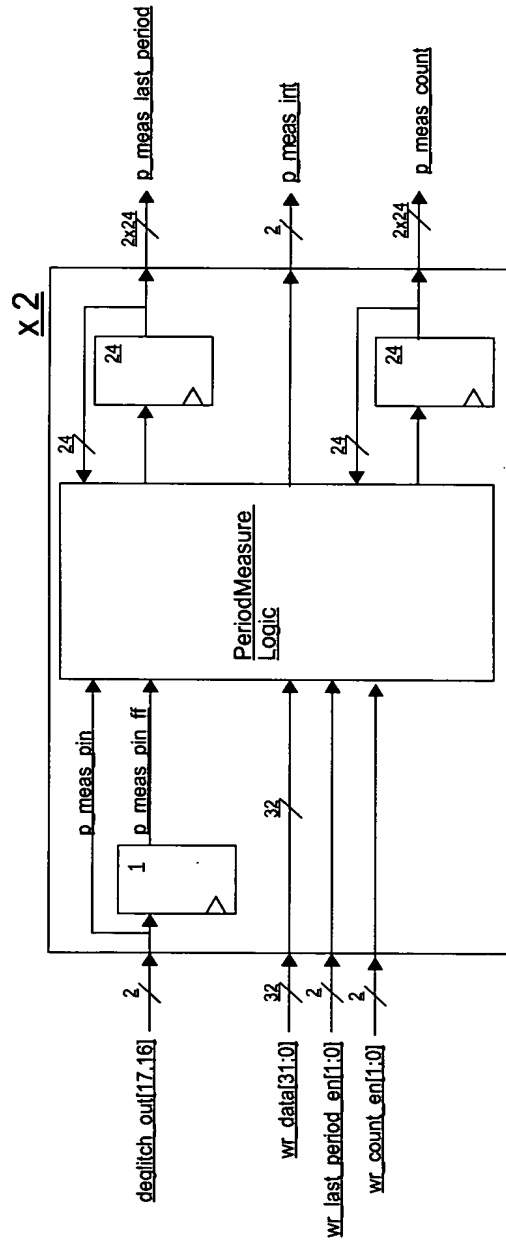 x 2
deglitch_out[17,16]
2
p_meas_pin
1
p_meas_pin_ff
wr_data[31:0]
32
32
wr_last_period_en[1:0]
2
wr_count_en[1:0]
2
PeriodMeasure
Logic
24
24
2x24
p_meas_last_period
2
p_meas_int
24
24
2x24
p_meas_count